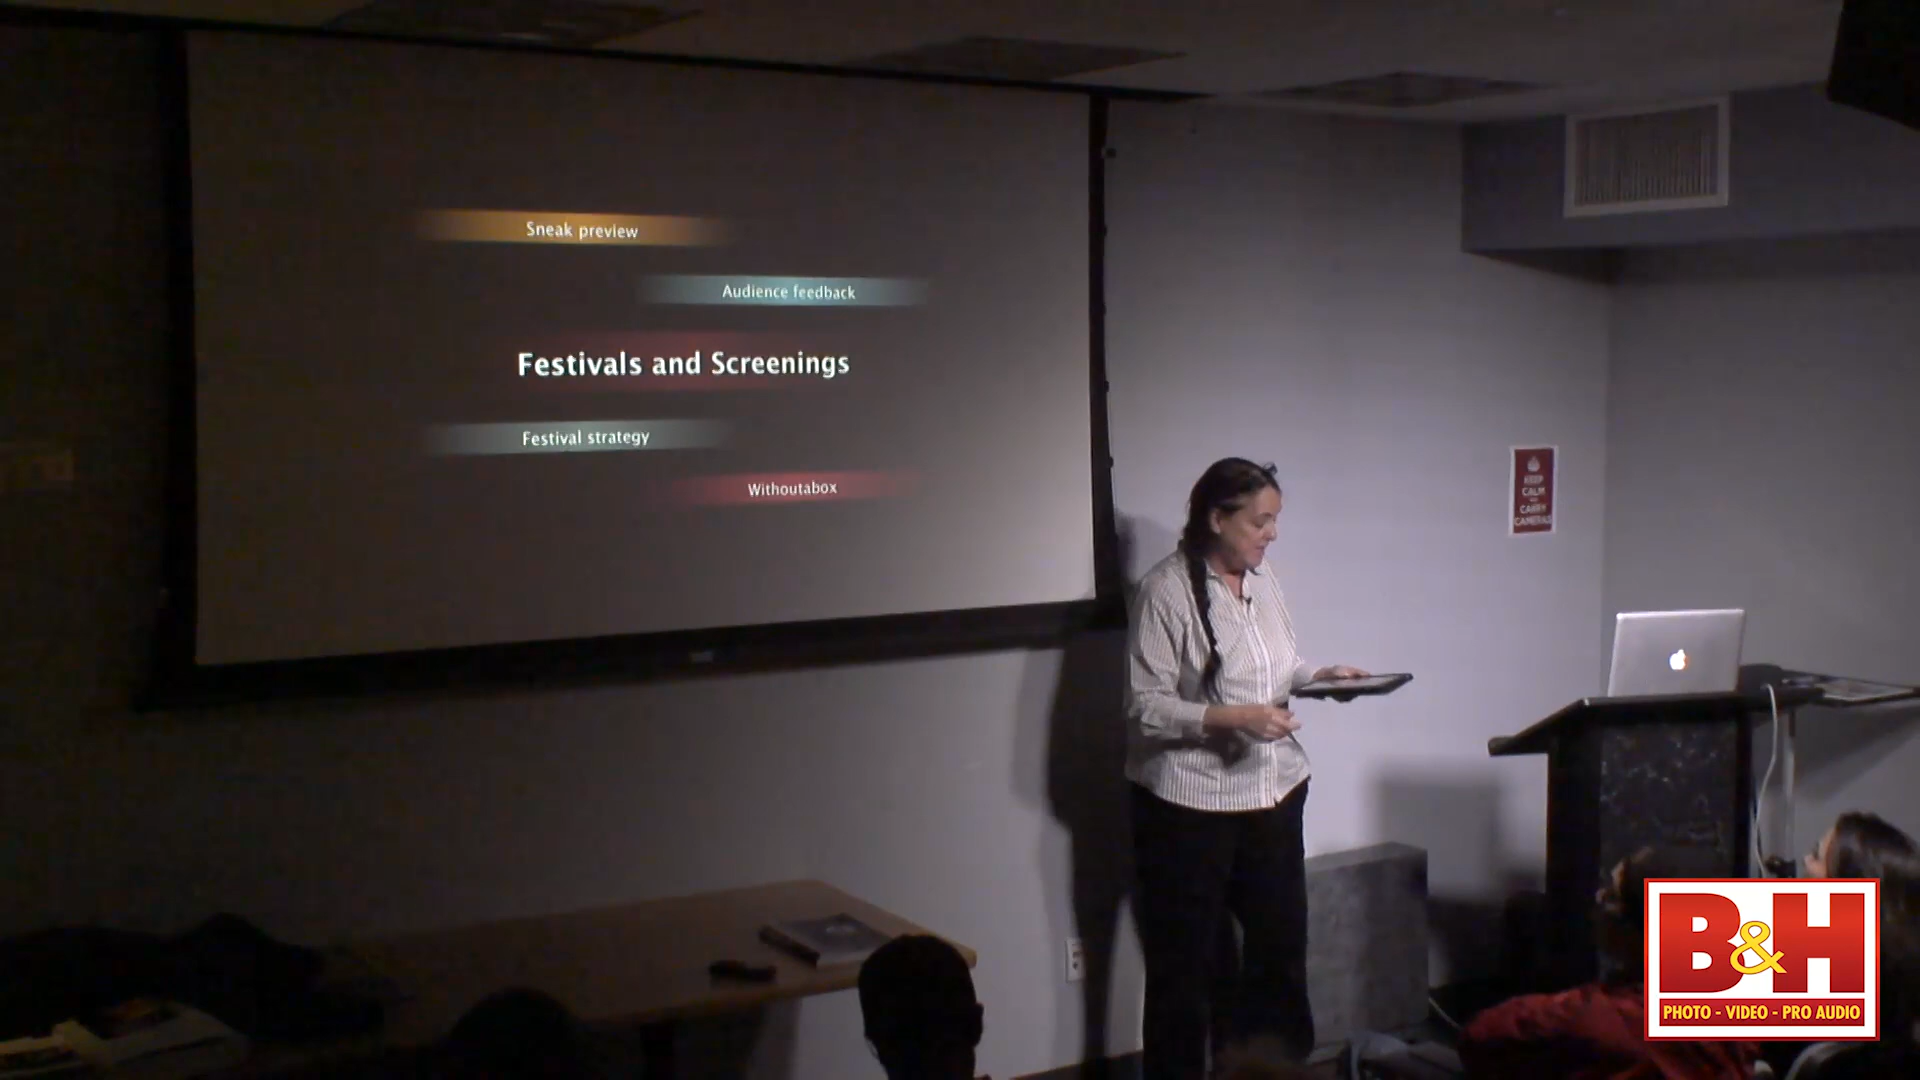 Sneak preview
Audience feedback
Festivals and Screenings
Festival strategy
Withoutabox
KEEP
CALM
CARRY
CAMERAS
B&H
PHOTO - VIDEO - PRO AUDIO